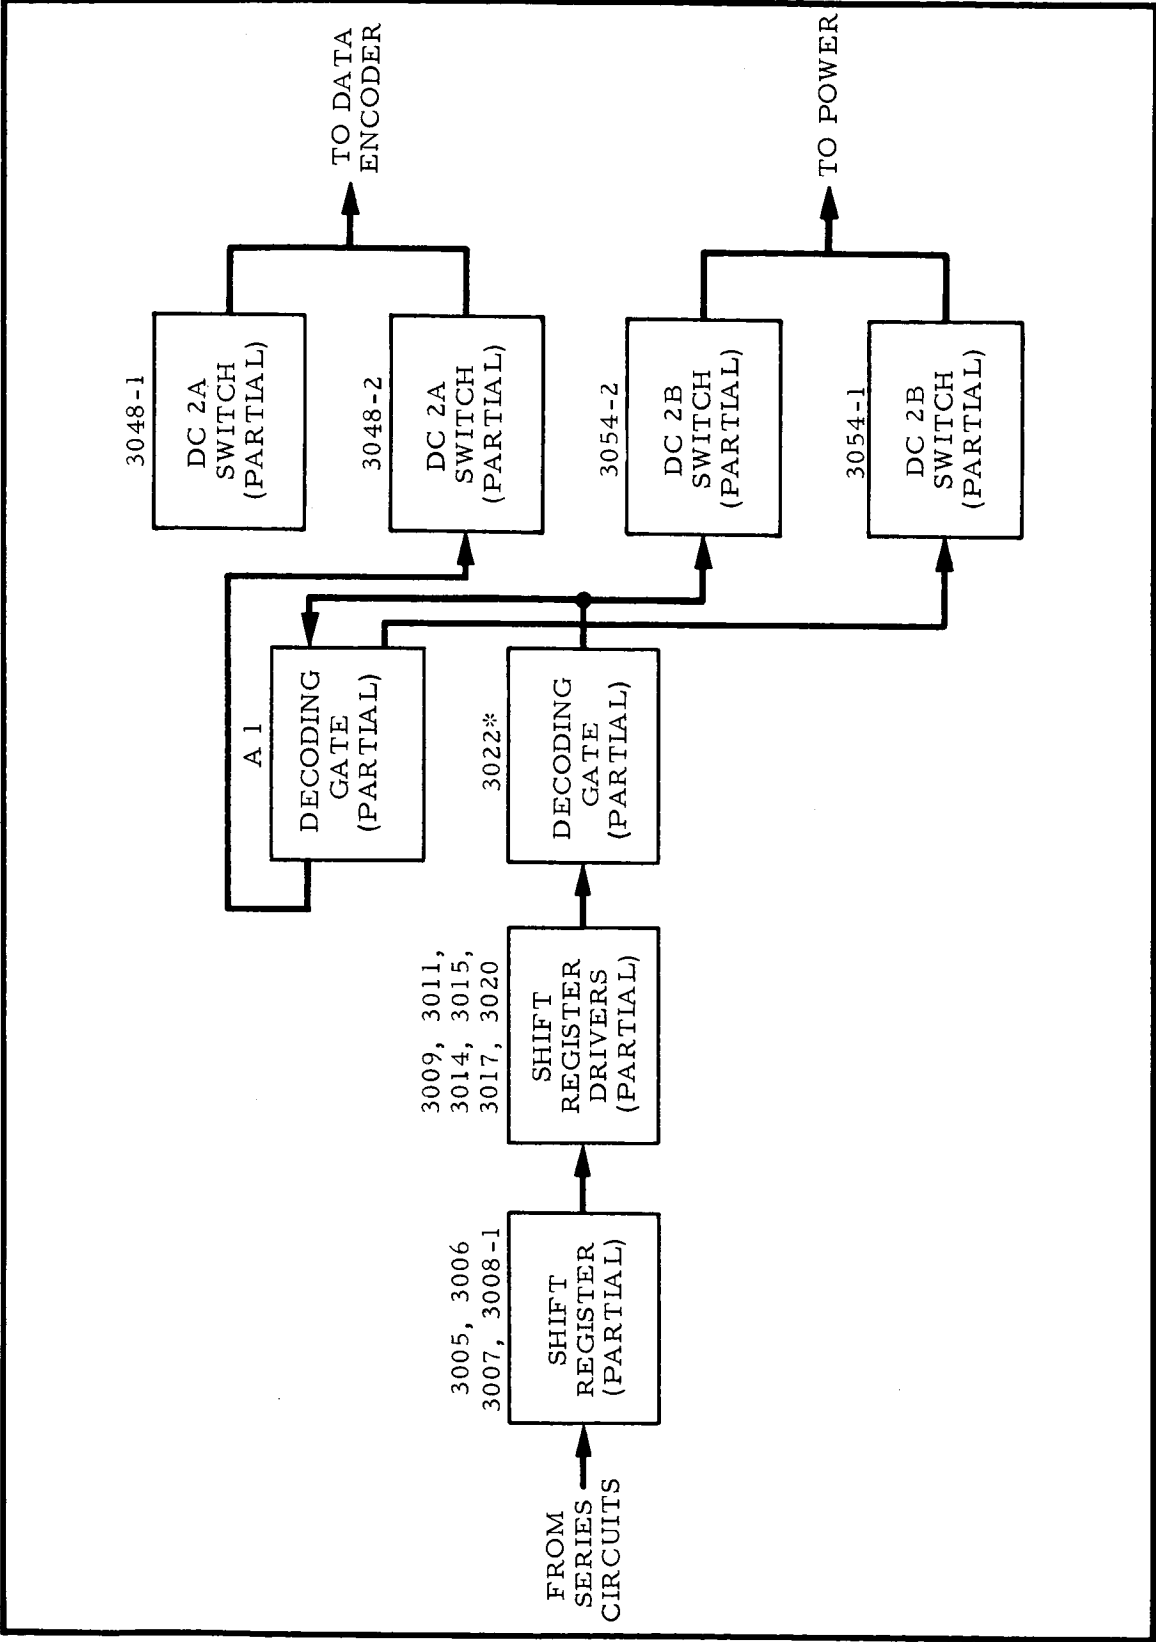 FROM
SERIES
CIRCUITS
3005, 3006
3007, 3008-1
SHIFT
REGISTER
(PARTIAL)
3009, 3011,
3014, 3015,
3017, 3020
SHIFT
REGISTER
DRIVERS
(PARTIAL)
A 1
DECODING
GATE
(PARTIAL)
3022*
DECODING
GATE
(PARTIAL)
3048-1
DC 2A
SWITCH
(PARTIAL)
3048-2
DC 2A
SWITCH
(PARTIAL)
3054-2
DC 2B
SWITCH
(PARTIAL)
3054-1
DC 2B
SWITCH
(PARTIAL)
TO DATA
ENCODER
TO POWER